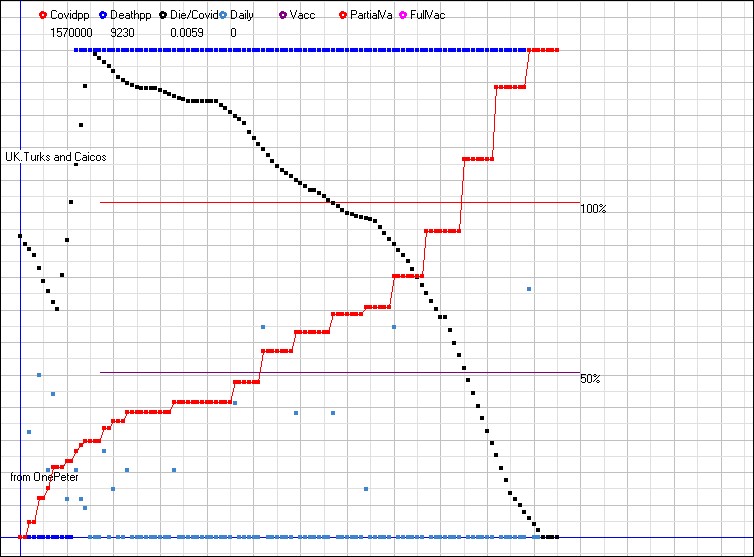 Covidpp Deathpp Die/Covid Daily Vacc PartialVa FullVac
1570000 9230 0.0059 0
UK.Turks and Caicos
100%
50%
from OnePeter